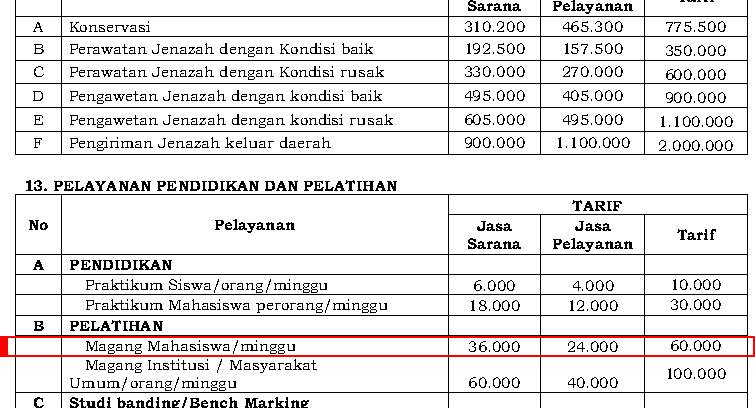 Sarana Pelayanan
A Konservasi 310.200 465.300 775.500
B Perawatan Jenazah dengan Kondisi baik 192.500 157.500 350.000
C Perawatan Jenazah dengan Kondisi rusak 330.000 270.000 600.000
D Pengawetan Jenazah dengan kondisi baik 495.000 405.000 900.000
E Pengawetan Jenazah dengan kondisi rusak 605.000 495.000 1.100.000
F Pengiriman Jenazah keluar daerah 900.000 1.100.000 2.000.000
13. PELAYANAN PENDIDIKAN DAN PELATIHAN
No Pelayanan TARIF
Jasa Sarana Jasa Pelayanan Tarif
A PENDIDIKAN
Praktikum Siswa/orang/minggu 6.000 4.000 10.000
Praktikum Mahasiswa perorang/minggu 18.000 12.000 30.000
B PELATIHAN
Magang Mahasiswa/minggu 36.000 24.000 60.000
Magang Institusi / Masyarakat
Umum/orang/minggu 60.000 40.000 100.000
C Studi banding/Bench Marking